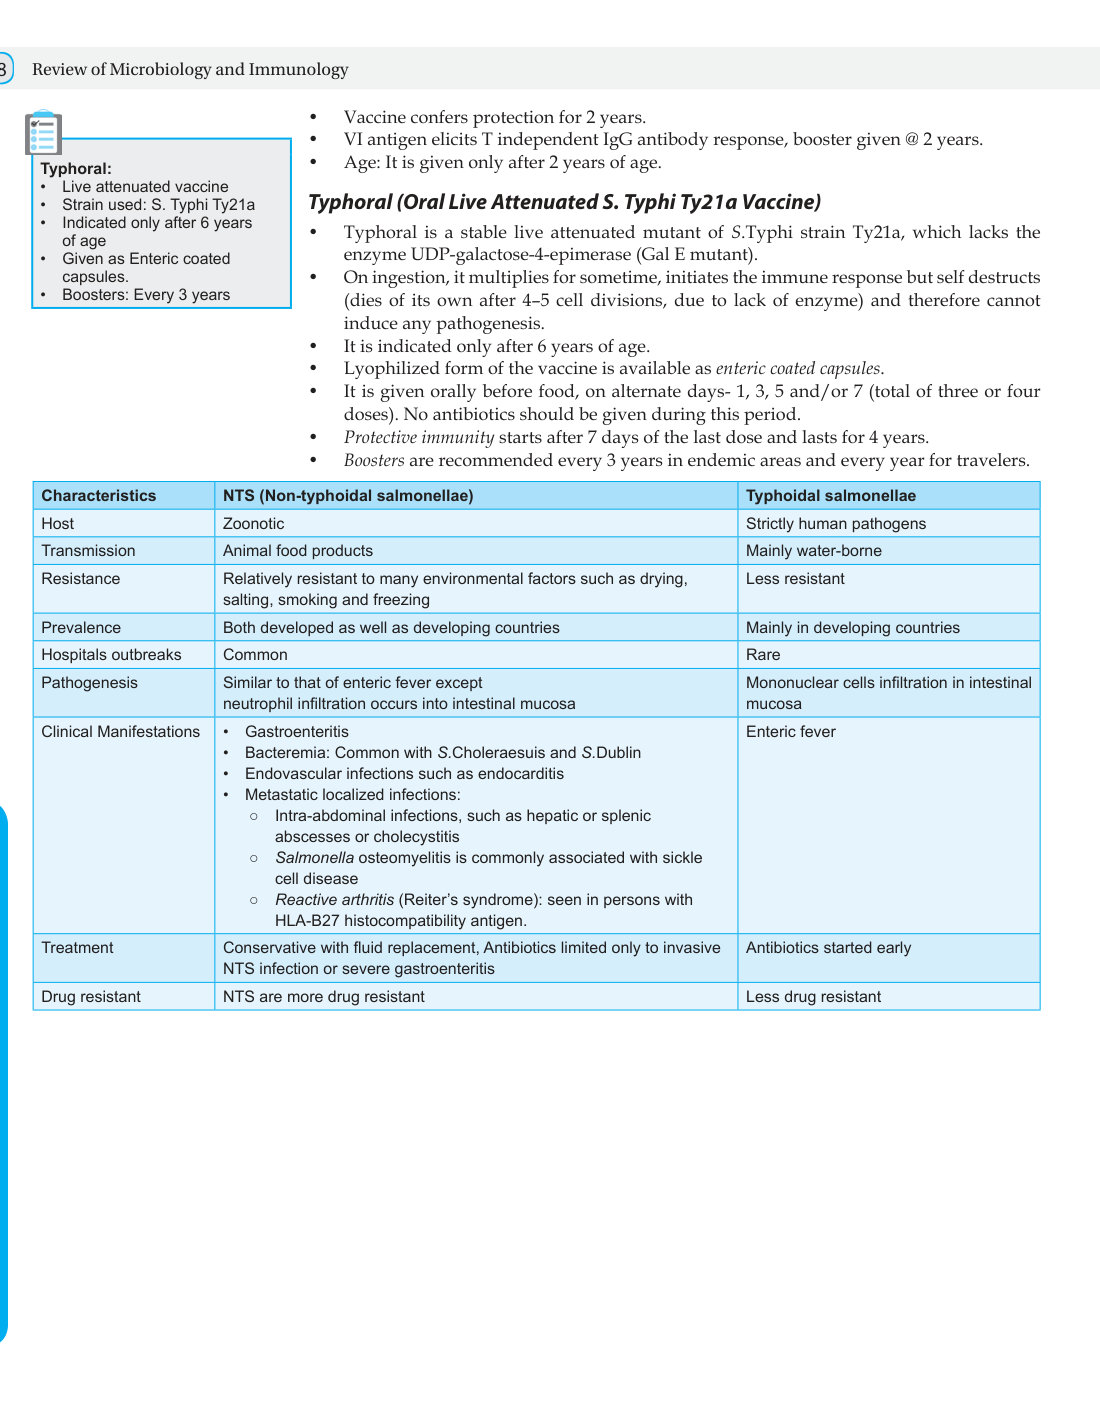 8
Review of Microbiology and Immunology
Typhoral:
• Live attenuated vaccine
• Strain used: S. Typhi Ty21a
• Indicated only after 6 years
of age
• Given as Enteric coated
capsules.
• Boosters: Every 3 years
• Vaccine confers protection for 2 years.
• VI antigen elicits T independent IgG antibody response, booster given @ 2 years.
• Age: It is given only after 2 years of age.
Typhoral (Oral Live Attenuated S. Typhi Ty21a Vaccine)
• Typhoral is a stable live attenuated mutant of S.Typhi strain Ty21a, which lacks the
enzyme UDP-galactose-4-epimerase (Gal E mutant).
• On ingestion, it multiplies for sometime, initiates the immune response but self destructs
(dies of its own after 4–5 cell divisions, due to lack of enzyme) and therefore cannot
induce any pathogenesis.
• It is indicated only after 6 years of age.
• Lyophilized form of the vaccine is available as enteric coated capsules.
• It is given orally before food, on alternate days- 1, 3, 5 and/or 7 (total of three or four
doses). No antibiotics should be given during this period.
• Protective immunity starts after 7 days of the last dose and lasts for 4 years.
• Boosters are recommended every 3 years in endemic areas and every year for travelers.
Characteristics NTS (Non-typhoidal salmonellae) Typhoidal salmonellae
Host Zoonotic Strictly human pathogens
Transmission Animal food products Mainly water-borne
Resistance Relatively resistant to many environmental factors such as drying, Less resistant
salting, smoking and freezing
Prevalence Both developed as well as developing countries Mainly in developing countries
Hospitals outbreaks Common Rare
Pathogenesis Similar to that of enteric fever except Mononuclear cells infiltration in intestinal
neutrophil infiltration occurs into intestinal mucosa mucosa
Clinical Manifestations • Gastroenteritis Enteric fever
• Bacteremia: Common with S.Choleraesuis and S.Dublin
• Endovascular infections such as endocarditis
• Metastatic localized infections:
○ Intra-abdominal infections, such as hepatic or splenic
abscesses or cholecystitis
○ Salmonella osteomyelitis is commonly associated with sickle
cell disease
○ Reactive arthritis (Reiter's syndrome): seen in persons with
HLA-B27 histocompatibility antigen.
Treatment Conservative with fluid replacement, Antibiotics limited only to invasive Antibiotics started early
NTS infection or severe gastroenteritis
Drug resistant NTS are more drug resistant Less drug resistant